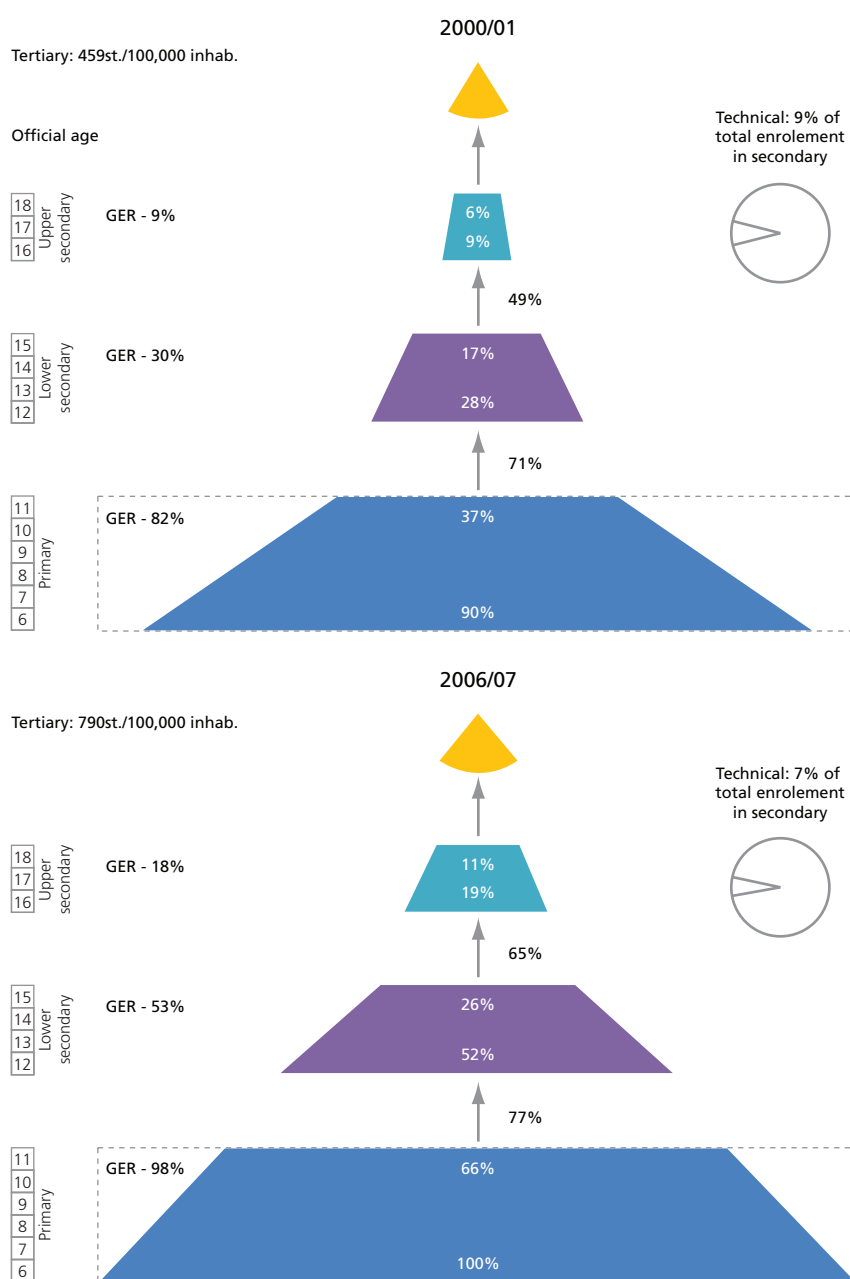 2000/01
Tertiary: 459st./100,000 inhab.
Technical: 9% of
total enrolement
in secondary
Official age
18
17
16
Upper
secondary
GER - 9%
6%
9%
49%
15
14
13
12
Lower
secondary
GER - 30%
17%
28%
71%
11
10
9
8
7
6
Primary
GER - 82%
37%
90%
2006/07
Tertiary: 790st./100,000 inhab.
Technical: 7% of
total enrolement
in secondary
18
17
16
Upper
secondary
GER - 18%
11%
19%
65%
15
14
13
12
Lower
secondary
GER - 53%
26%
52%
77%
11
10
9
8
7
6
Primary
GER - 98%
66%
100%